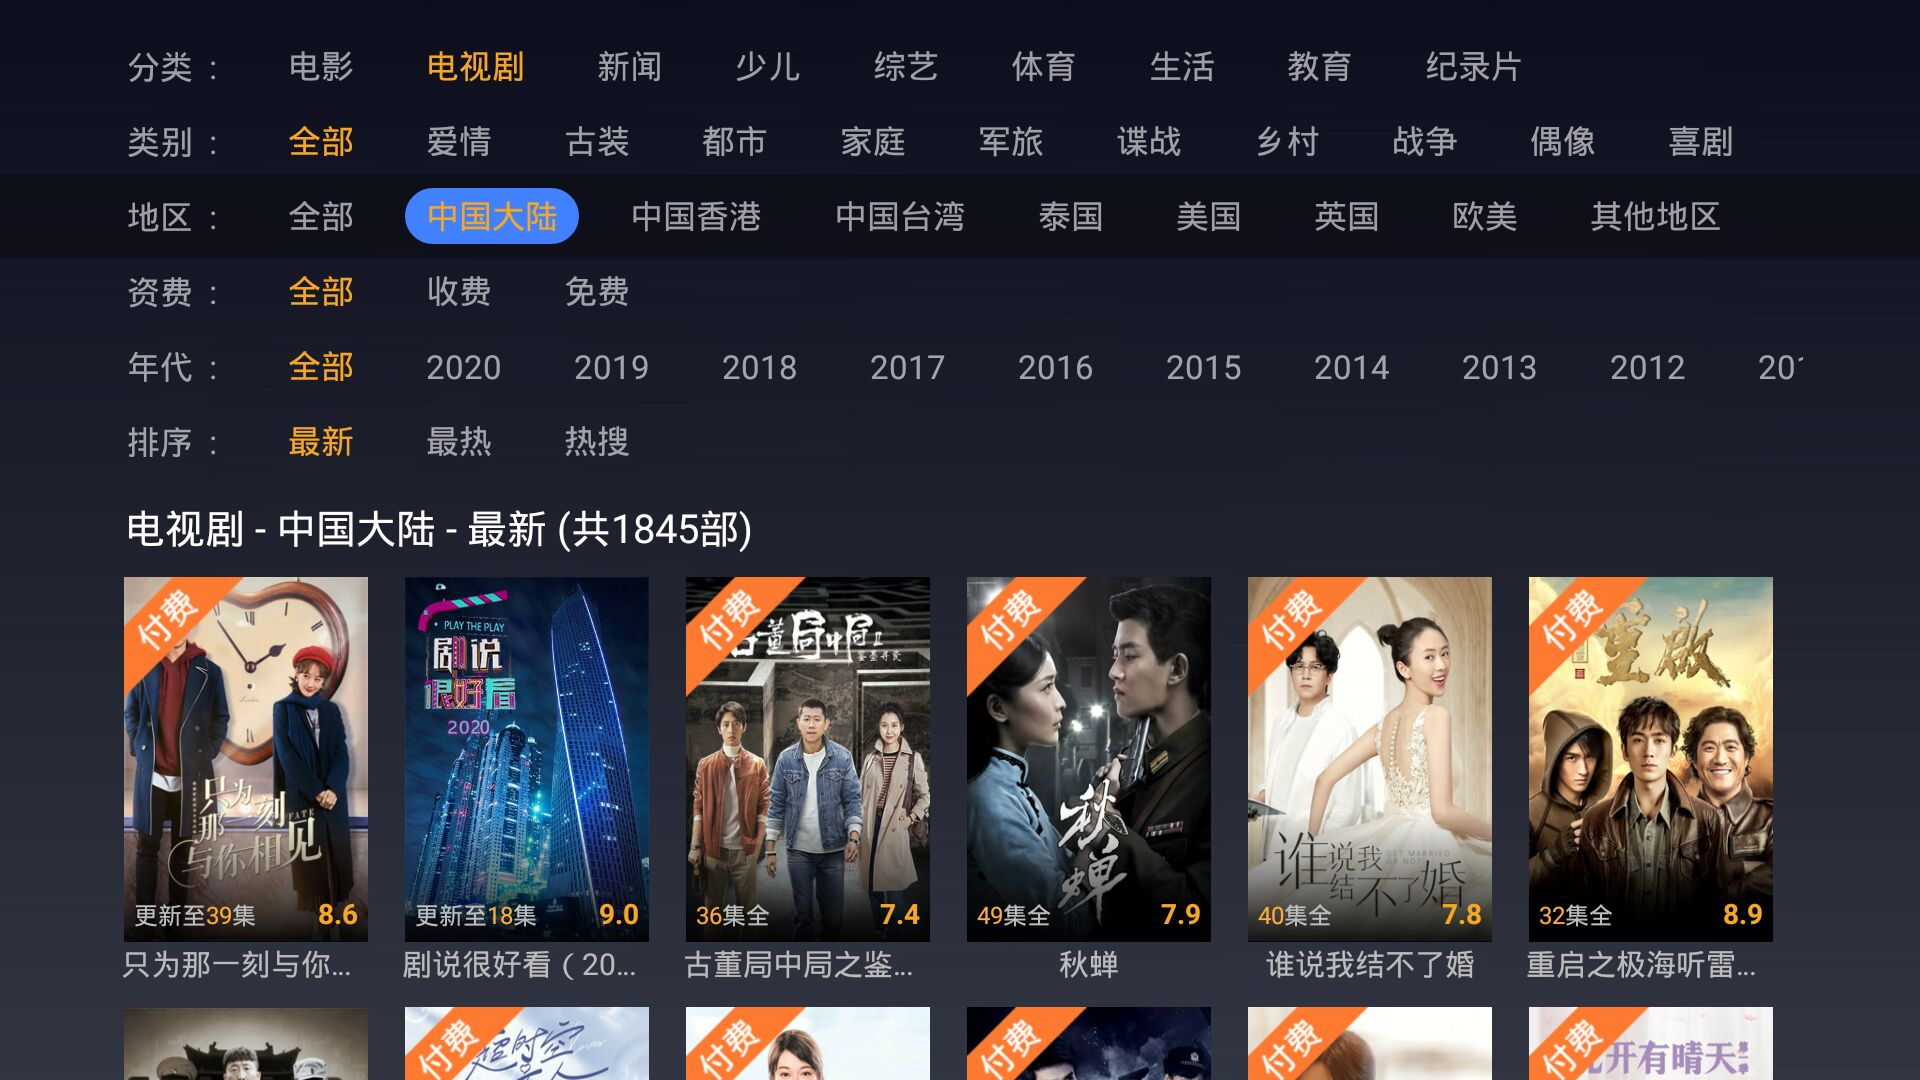 分类： 电影 电视剧 新闻 少儿 综艺 体育 生活 教育 纪录片
类别： 全部 爱情 古装 都市 家庭 军旅 谍战 乡村 战争 偶像 喜剧
地区： 全部 中国大陆 中国香港 中国台湾 泰国 美国 英国 欧美 其他地区
资费： 全部 收费 免费
年代： 全部 2020 2019 2018 2017 2016 2015 2014 2013 2012
排序： 最新 最热 热搜
电视剧 - 中国大陆 - 最新 (共1845部)
付费
只为
那一刻
FATE
与你相见
更新至39集 8.6
只为那一刻与你...
PLAY THE PLAY
剧说
很好看
2020
更新至18集 9.0
剧说很好看（20...
付费
古董局中局II
36集全 7.4
古董局中局之鉴...
付费
秋蝉
49集全 7.9
秋蝉
付费
谁说我
GET MARRIED
OR NOT
结不了婚
40集全 7.8
谁说我结不了婚
付费
重啟
32集全 8.9
重启之极海听雷...
付费
超时空
付费
付费
付费
付费
开有晴天